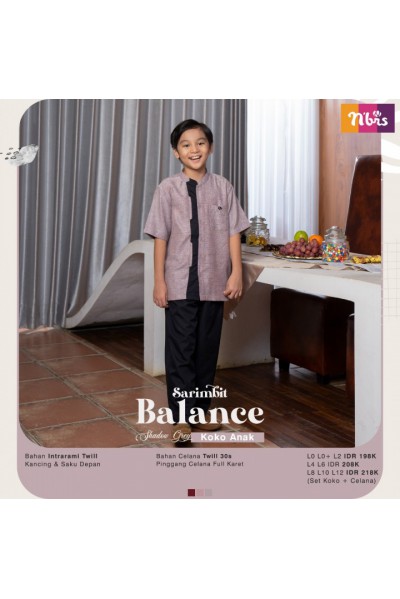 Nbrs
Sarimbit
Balance
Shadow Grey
Koko Anak
Bahan Intrarami Twill
Kancing & Saku Depan
Bahan Celana Twill 30s
Pinggang Celana Full Karet
L0 L0+ L2 IDR 198K
L4 L6 IDR 208K
L8 L10 L12 IDR 218K
(Set Koko + Celana)